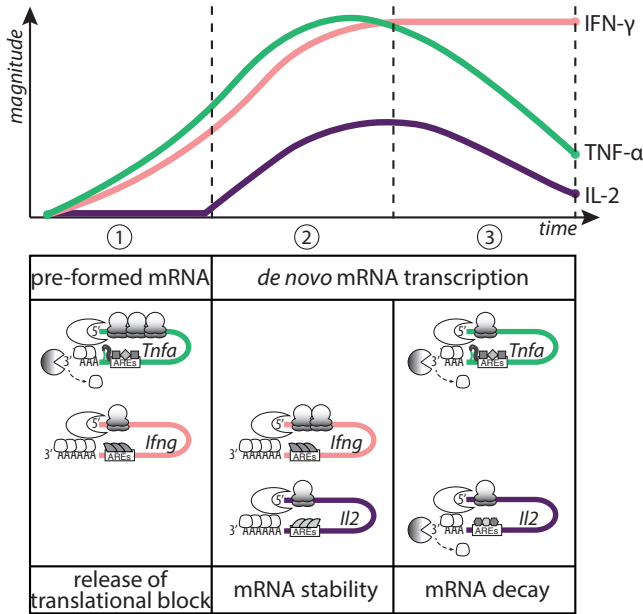 magnitude
IFN-γ
TNF-α
IL-2
time
1 2 3
pre-formed mRNA
de novo mRNA transcription
5'
Tnfa
3'
AAA
AREs
5'
Ifng
3'
AAAAAA
AREs
5'
Ifng
3'
AAAAAA
AREs
5'
Il2
3'
AAAAAA
AREs
5'
Tnfa
3'
AAA
AREs
5'
Il2
3'
AAA
AREs
release of
translational block
mRNA stability
mRNA decay